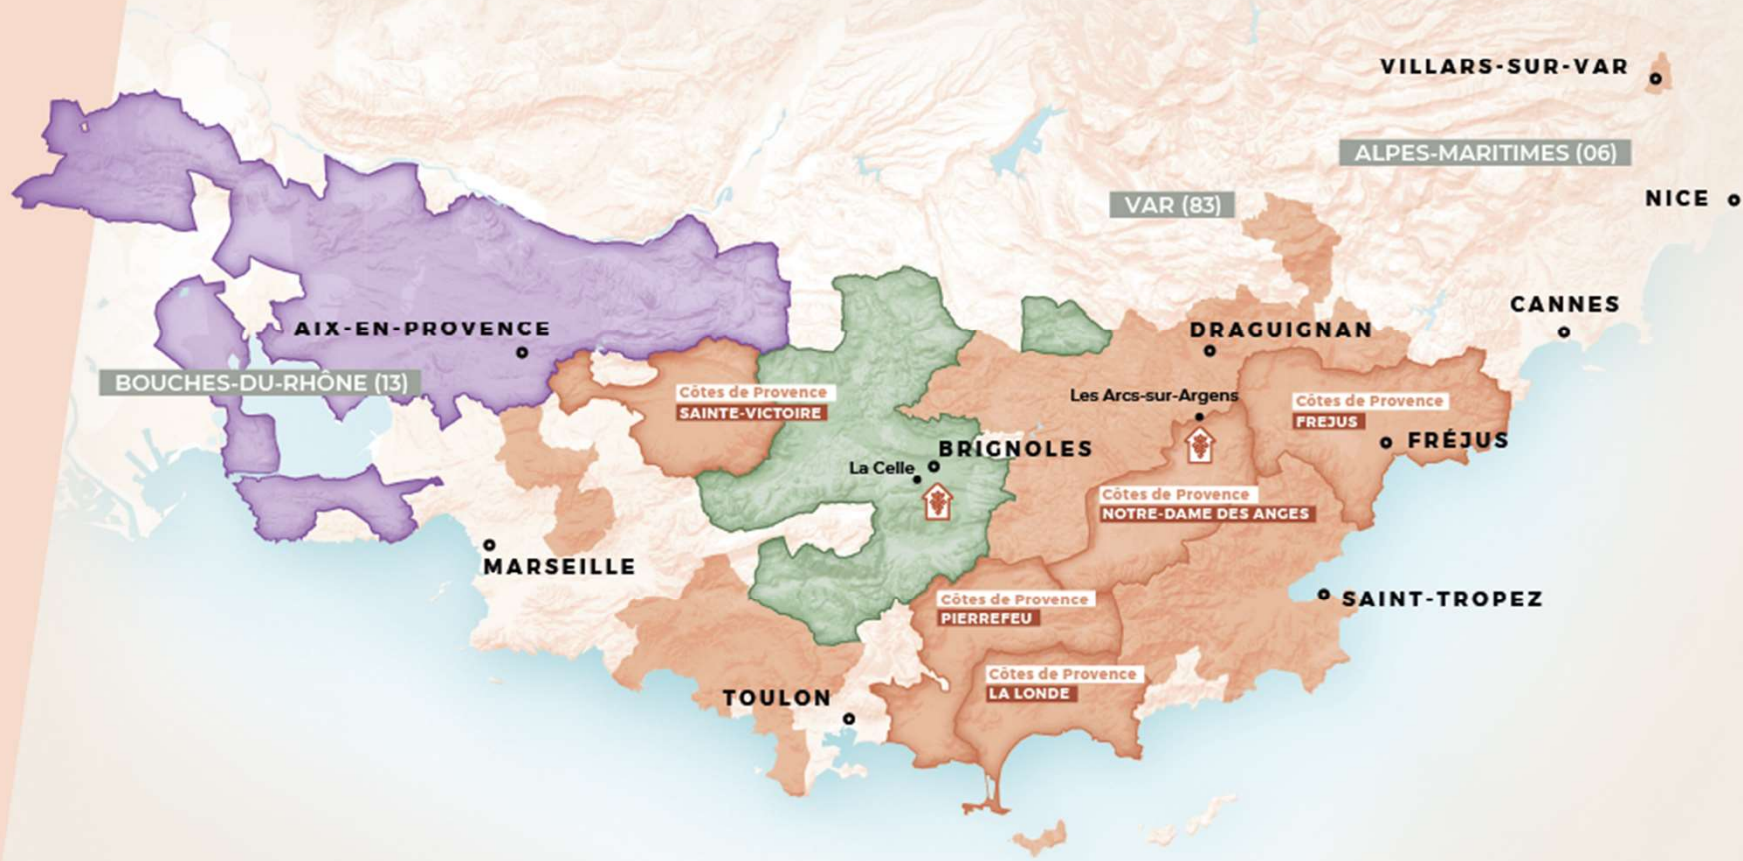 VILLARS-SUR-VAR
ALPES-MARITIMES (06)
NICE
VAR (83)
CANNES
AIX-EN-PROVENCE
DRAGUIGNAN
BOUCHES-DU-RHÔNE (13)
Côtes de Provence
SAINTE-VICTOIRE
Les Arcs-sur-Argens
Côtes de Provence
FREJUS
FRÉJUS
BRIGNOLES
La Celle
Côtes de Provence
NOTRE-DAME DES ANGES
MARSEILLE
Côtes de Provence
PIERREFEU
SAINT-TROPEZ
Côtes de Provence
LA LONDE
TOULON